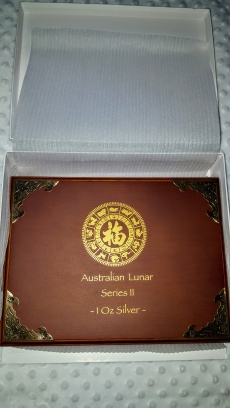 福
Australian Lunar
Series II
- 1 Oz Silver -